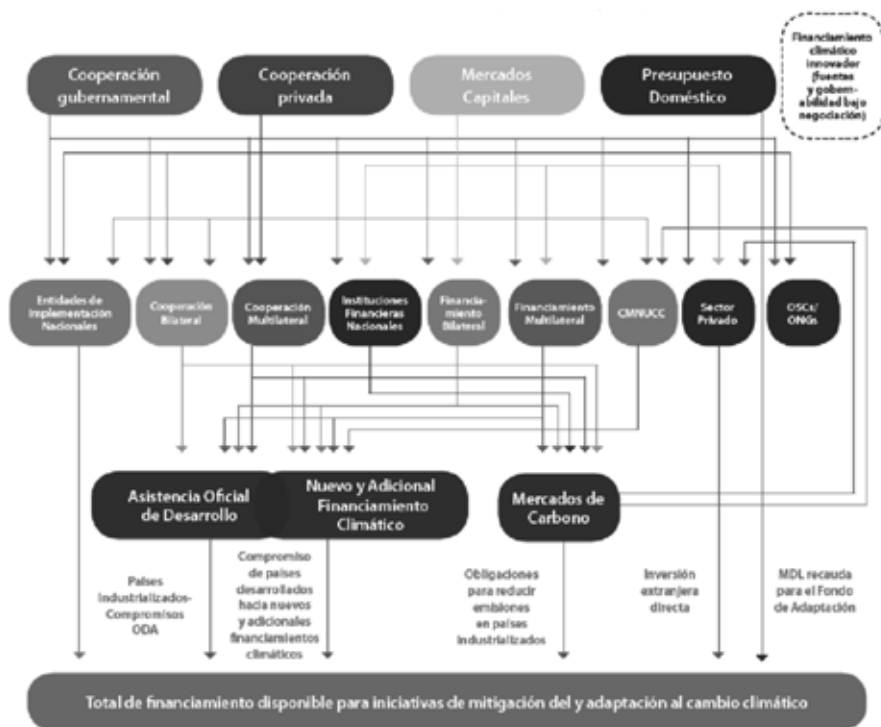 Cooperación
gubernamental
Cooperación
privada
Mercados
Capitales
Presupuesto
Doméstico
Financiamiento
climático
innovador
(fuentes
y gobern-
abilidad bajo
negociación)
Entidades de
Implementación
Nacionales
Cooperación
Bilateral
Cooperación
Multilateral
Instituciones
Financieras
Nacionales
Financia-
miento
Bilateral
Financiamiento
Multilateral
CMNUCC
Sector
Privado
OSCs/
ONGs
Asistencia Oficial
de Desarrollo
Nuevo y Adicional
Financiamiento
Climático
Mercados de
Carbono
Países
Industrializados-
Compromisos
ODA
Compromiso
de países
desarrollados
hacia nuevos
y adicionales
financiamientos
climáticos
Obligaciones
para reducir
emisiones
en países
industrializados
Inversión
extranjera
directa
MDL recauda
para el Fondo
de Adaptación
Total de financiamiento disponible para iniciativas de mitigación del y adaptación al cambio climático